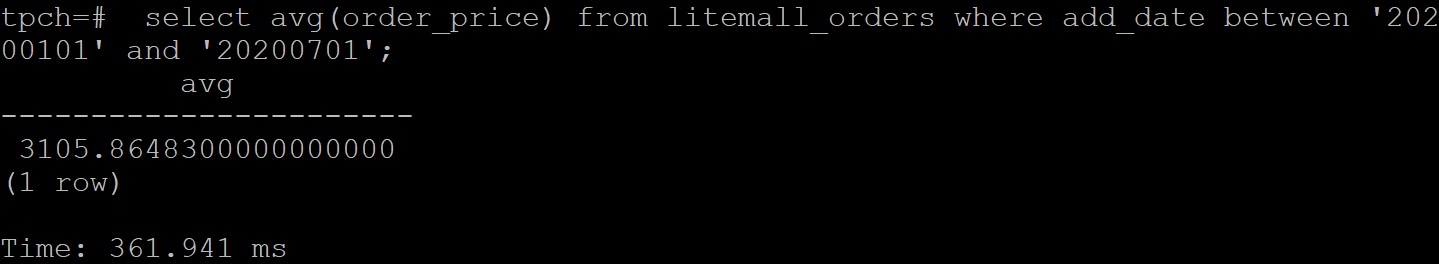 tpch=#  select avg(order_price) from litemall_orders where add_date between '202
00101' and '20200701';
          avg
-----------------------
 3105.8648300000000000
(1 row)

Time: 361.941 ms